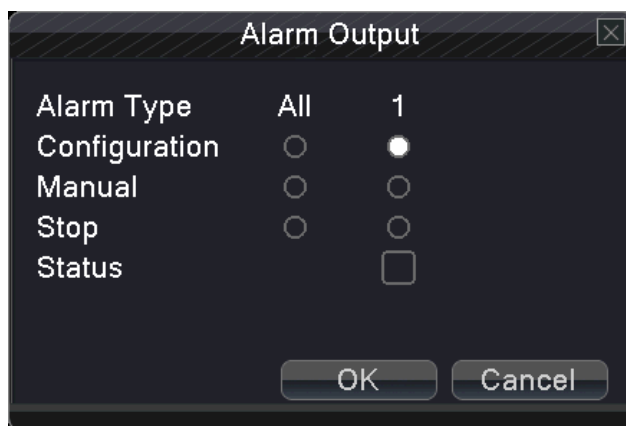 Alarm Output
Alarm Type All 1
Configuration
Manual
Stop
Status
OK Cancel